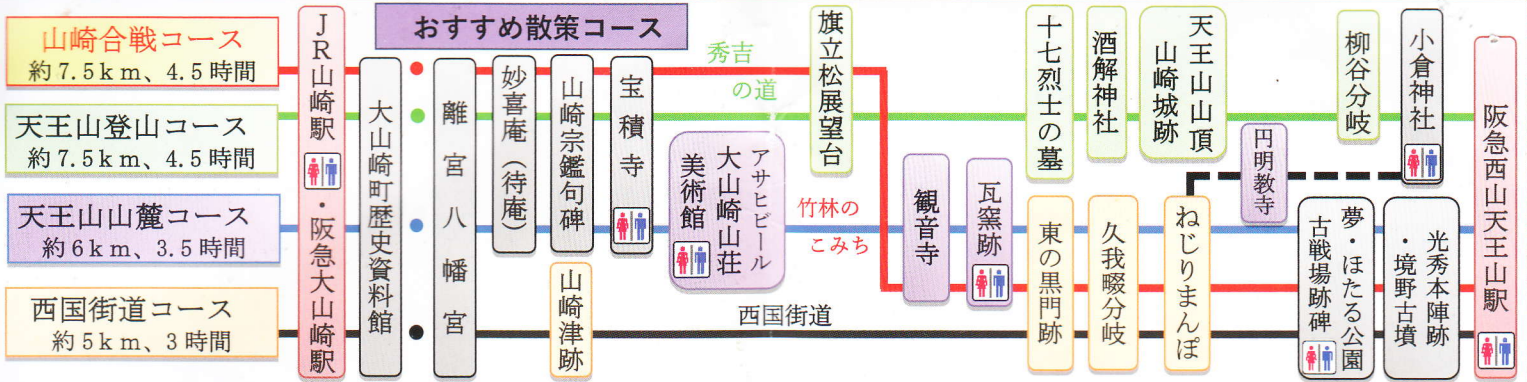 おすすめ散策コース
山崎合戦コース
約7.5km、4.5時間
天王山登山コース
約7.5km、4.5時間
天王山山麓コース
約6km、3.5時間
西国街道コース
約5km、3時間
JR山崎駅・阪急大山崎駅
大山崎町歴史資料館
離宮八幡宮
妙喜庵(待庵)
山崎宗鑑句碑
山崎津跡
宝積寺
アサヒビール
大山崎山荘
美術館
秀吉
の道
旗立松展望台
竹林の
こみち
西国街道
観音寺
瓦窯跡
十七烈士の墓
東の黒門跡
酒解神社
久我畷分岐
天王山山頂
山崎城跡
ねじりまんぽ
円明教寺
柳谷分岐
夢・ほたる公園
古戦場跡碑
小倉神社
光秀本陣跡
・境野古墳
阪急西山天王山駅